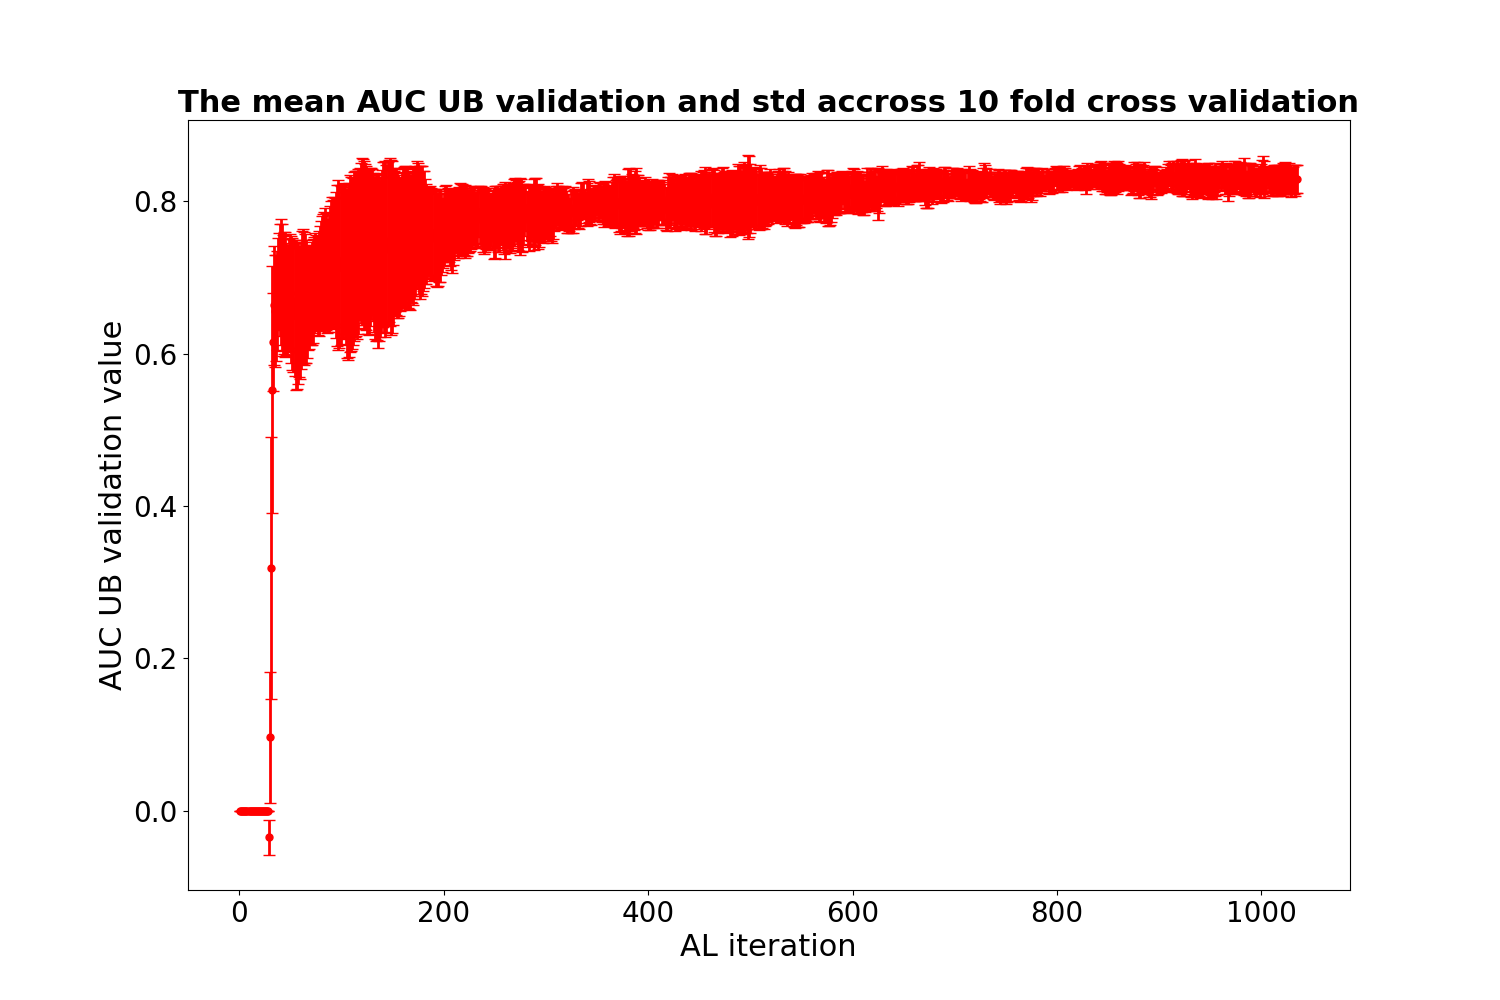 The mean AUC UB validation and std accross 10 fold cross validation
AUC UB validation value
0.8
0.6
0.4
0.2
0.0
0 200 400 600 800 1000
AL iteration